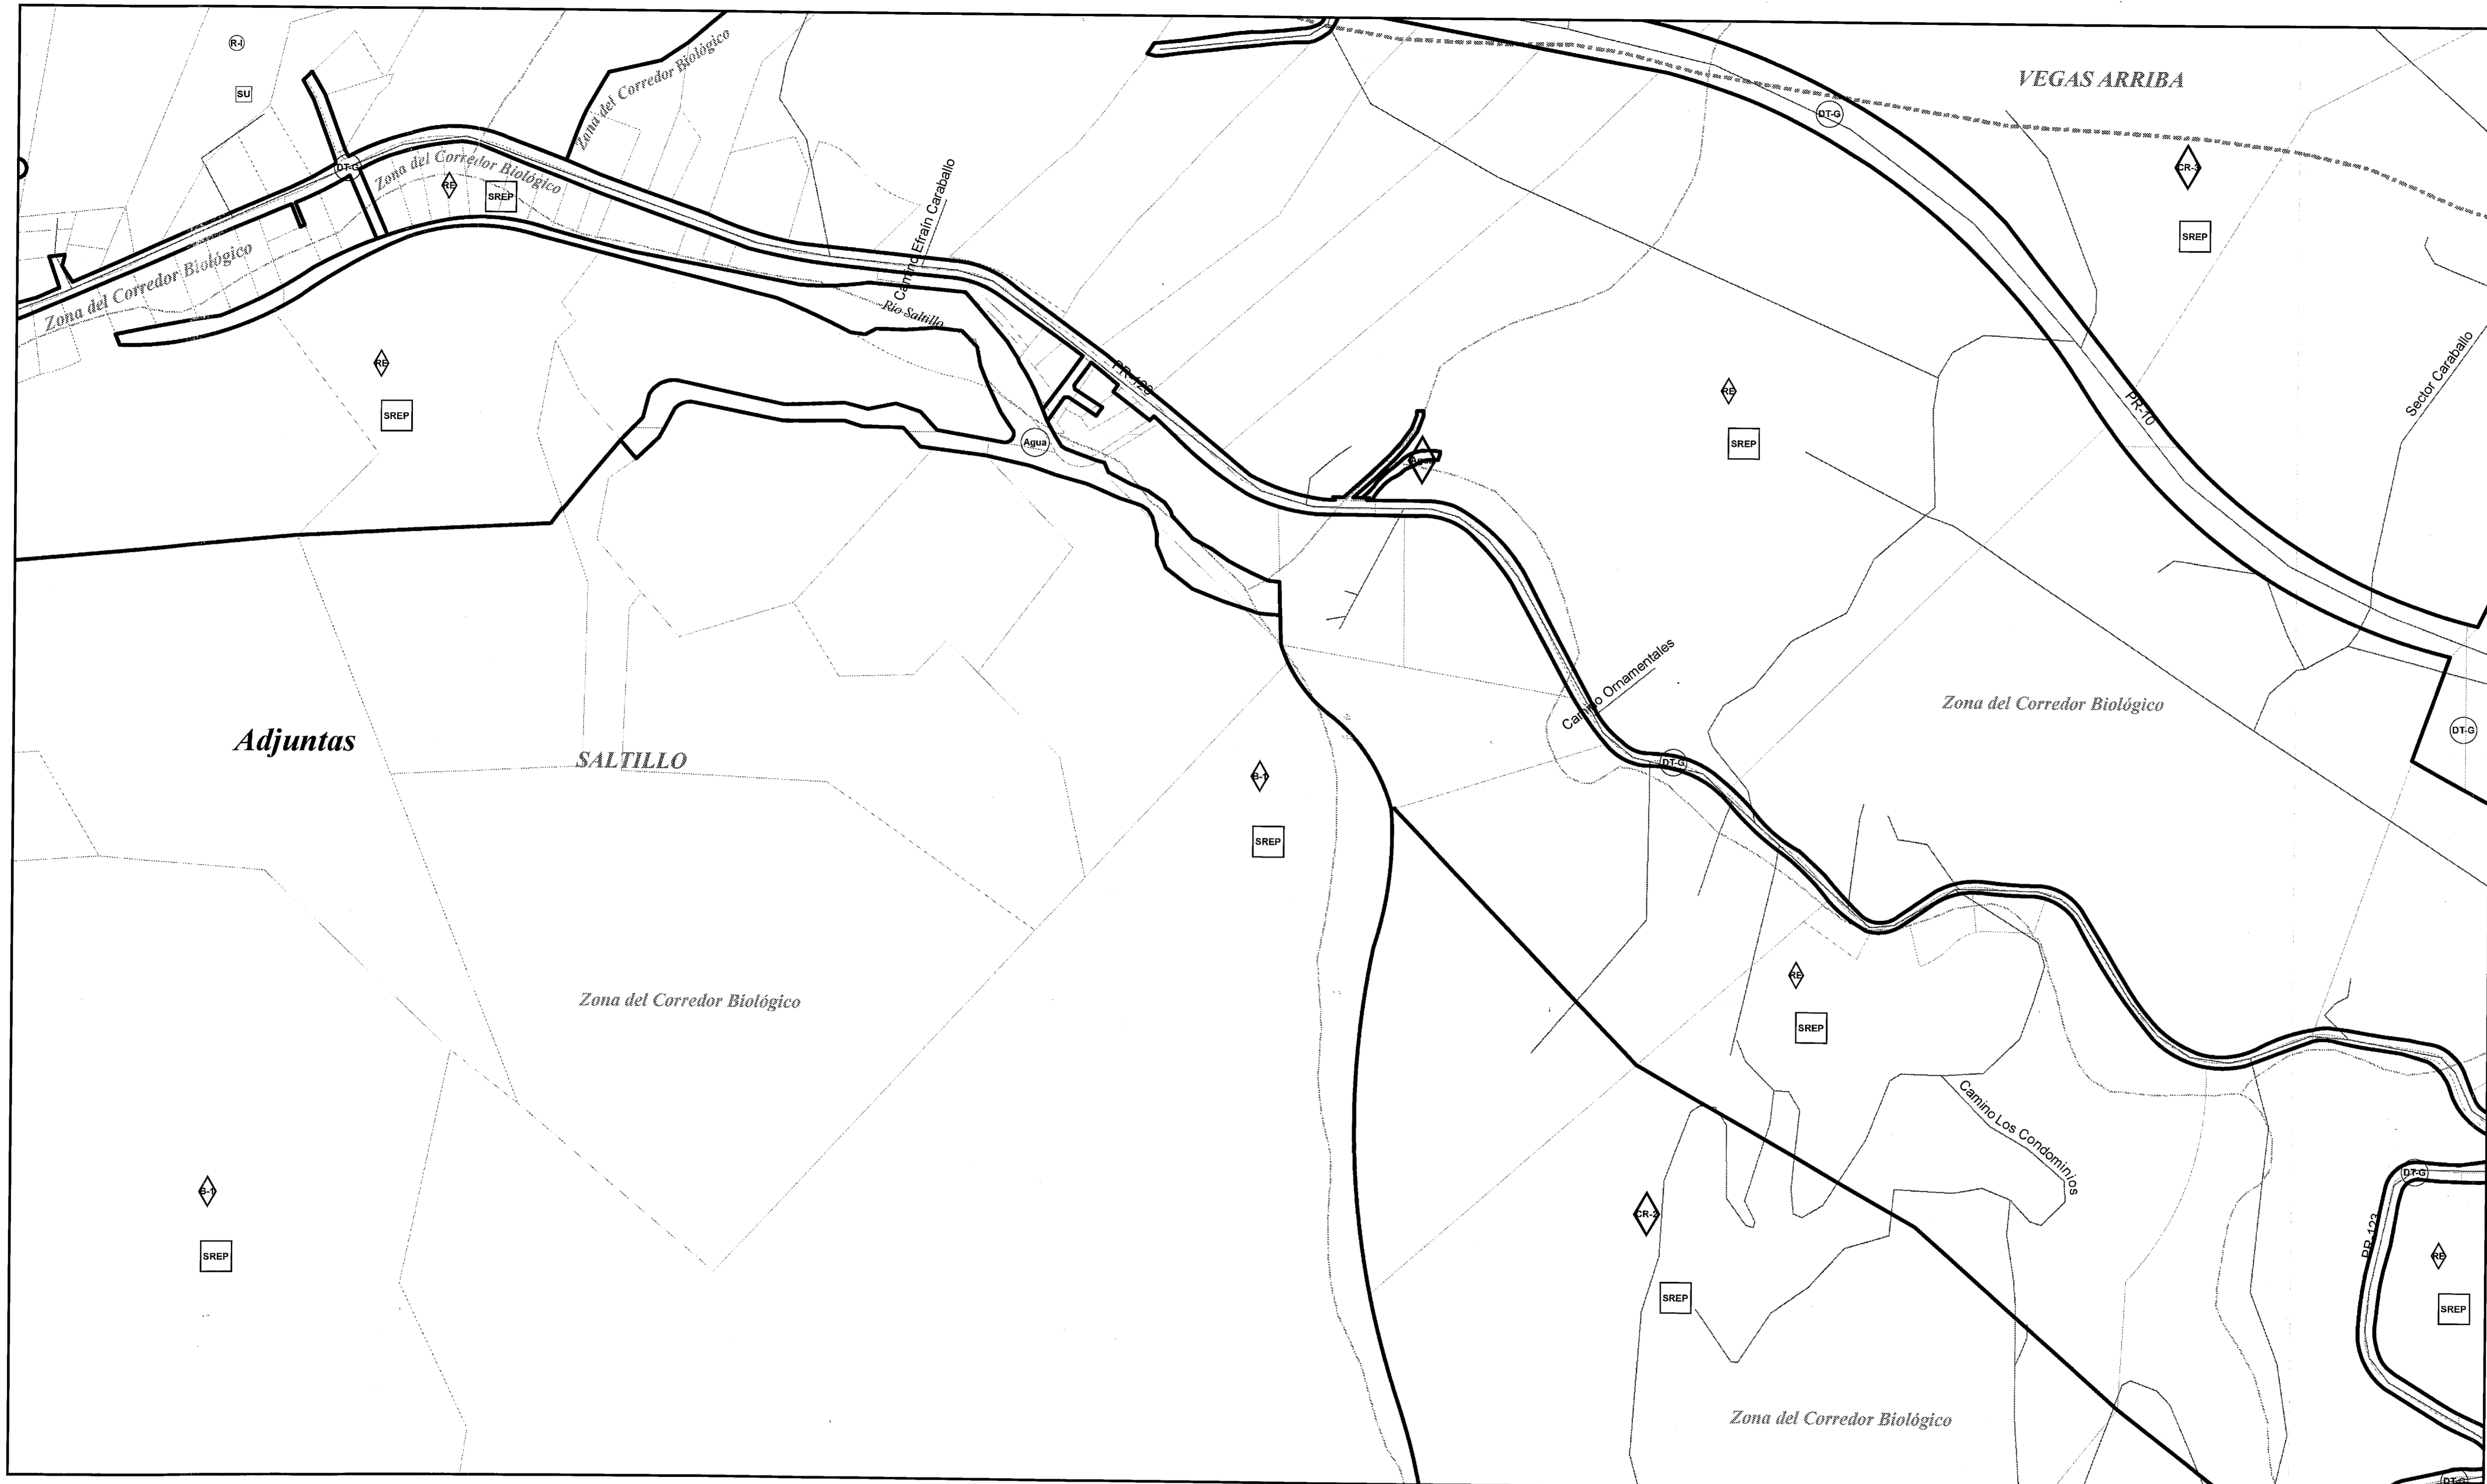 R-I
SU
Zona del Corredor Biológico
VEGAS ARRIBA
DT-G
CR-3
SREP
DT-G
Zona del Corredor Biológico
RE
SREP
Camino Efraín Caraballo
Zona del Corredor Biológico
Río Saltillo
RE
SREP
PR-123
Agua
Agua
RE
SREP
PR-10
Sector Caraballo
Camino Ornamentales
Zona del Corredor Biológico
DT-G
DT-G
Adjuntas
SALTILLO
B-1
SREP
Zona del Corredor Biológico
RE
SREP
Camino Los Condominios
B-1
SREP
CR-2
SREP
DT-G
PR-123
RE
SREP
Zona del Corredor Biológico
DT-G